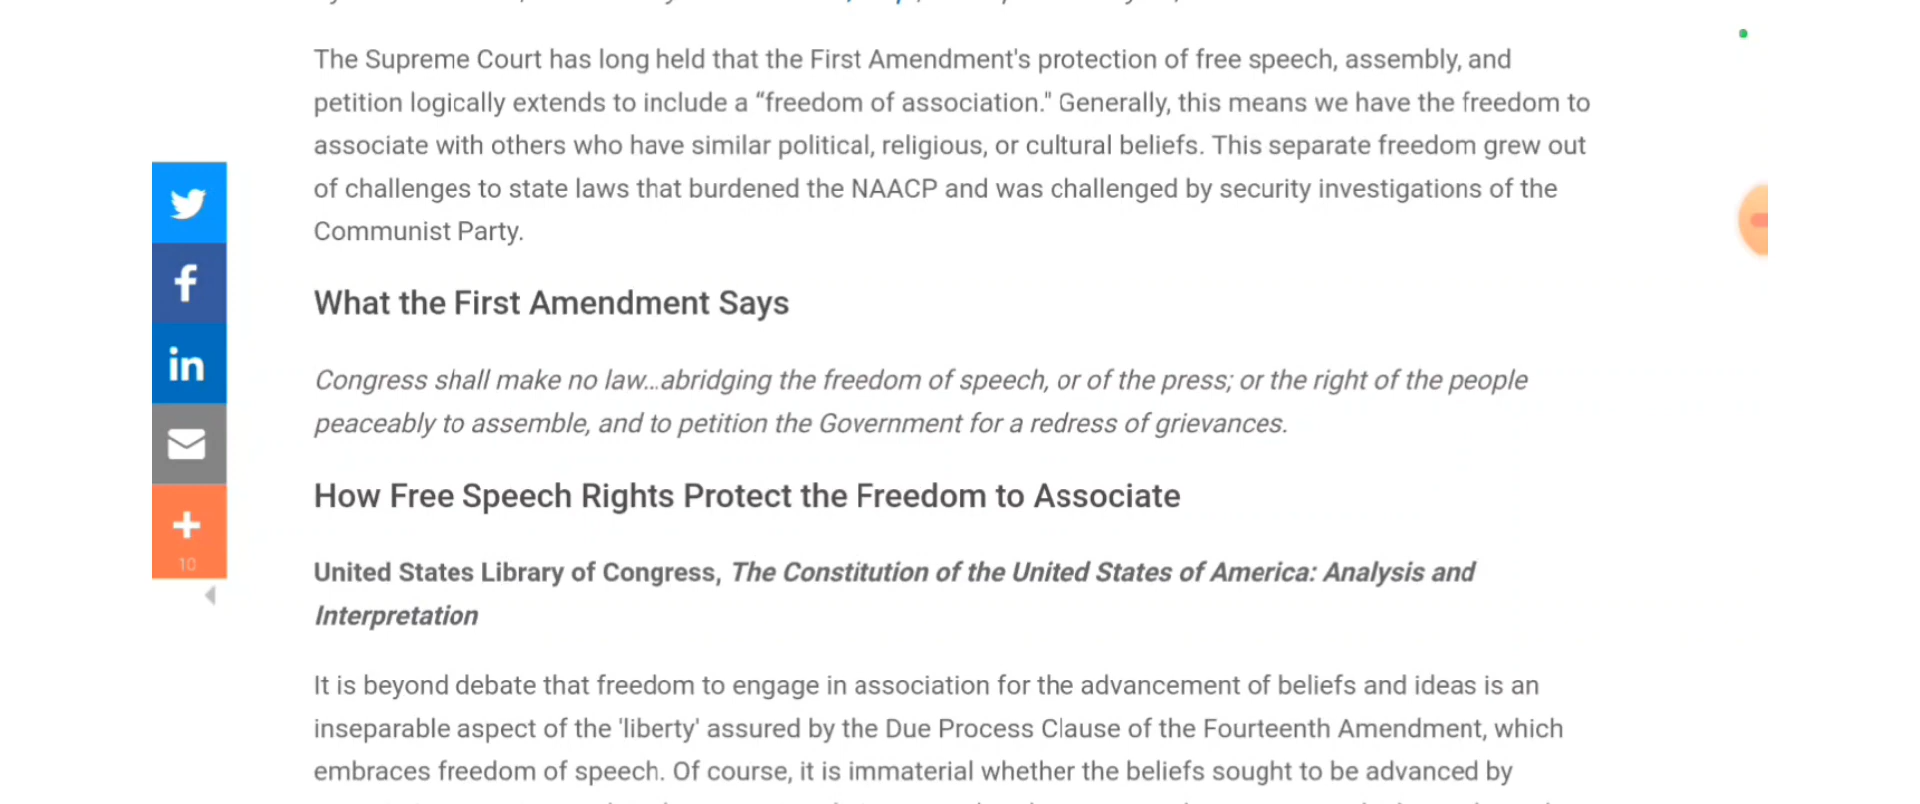 The Supreme Court has long held that the First Amendment's protection of free speech, assembly, and
petition logically extends to include a “freedom of association." Generally, this means we have the freedom to
associate with others who have similar political, religious, or cultural beliefs. This separate freedom grew out
of challenges to state laws that burdened the NAACP and was challenged by security investigations of the
Communist Party.
What the First Amendment Says
Congress shall make no law...abridging the freedom of speech, or of the press; or the right of the people
peaceably to assemble, and to petition the Government for a redress of grievances.
How Free Speech Rights Protect the Freedom to Associate
United States Library of Congress, The Constitution of the United States of America: Analysis and
Interpretation
It is beyond debate that freedom to engage in association for the advancement of beliefs and ideas is an
inseparable aspect of the 'liberty' assured by the Due Process Clause of the Fourteenth Amendment, which
embraces freedom of speech. Of course, it is immaterial whether the beliefs sought to be advanced by
f
in
10